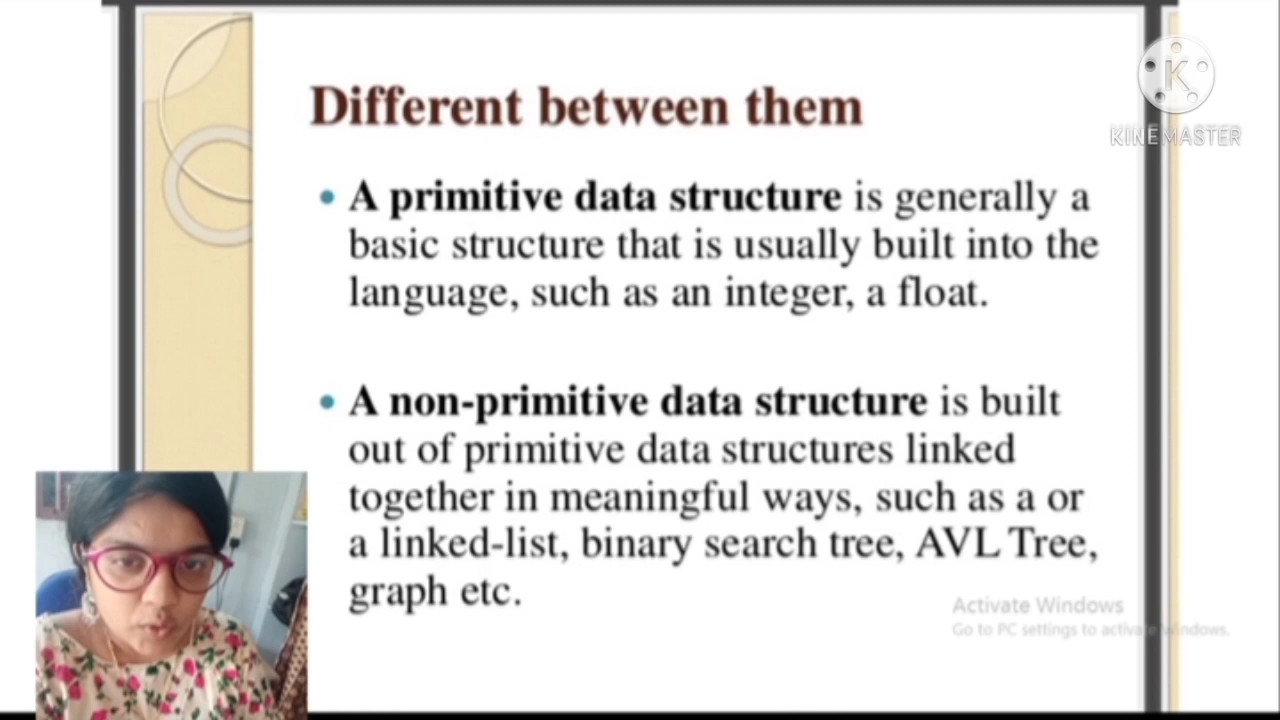 Different between them
K
KINEMASTER
• A primitive data structure is generally a
basic structure that is usually built into the
language, such as an integer, a float.
• A non-primitive data structure is built
out of primitive data structures linked
together in meaningful ways, such as a or
a linked-list, binary search tree, AVL Tree,
graph etc.
Activate Windows
Go to PC settings to activate Windows.